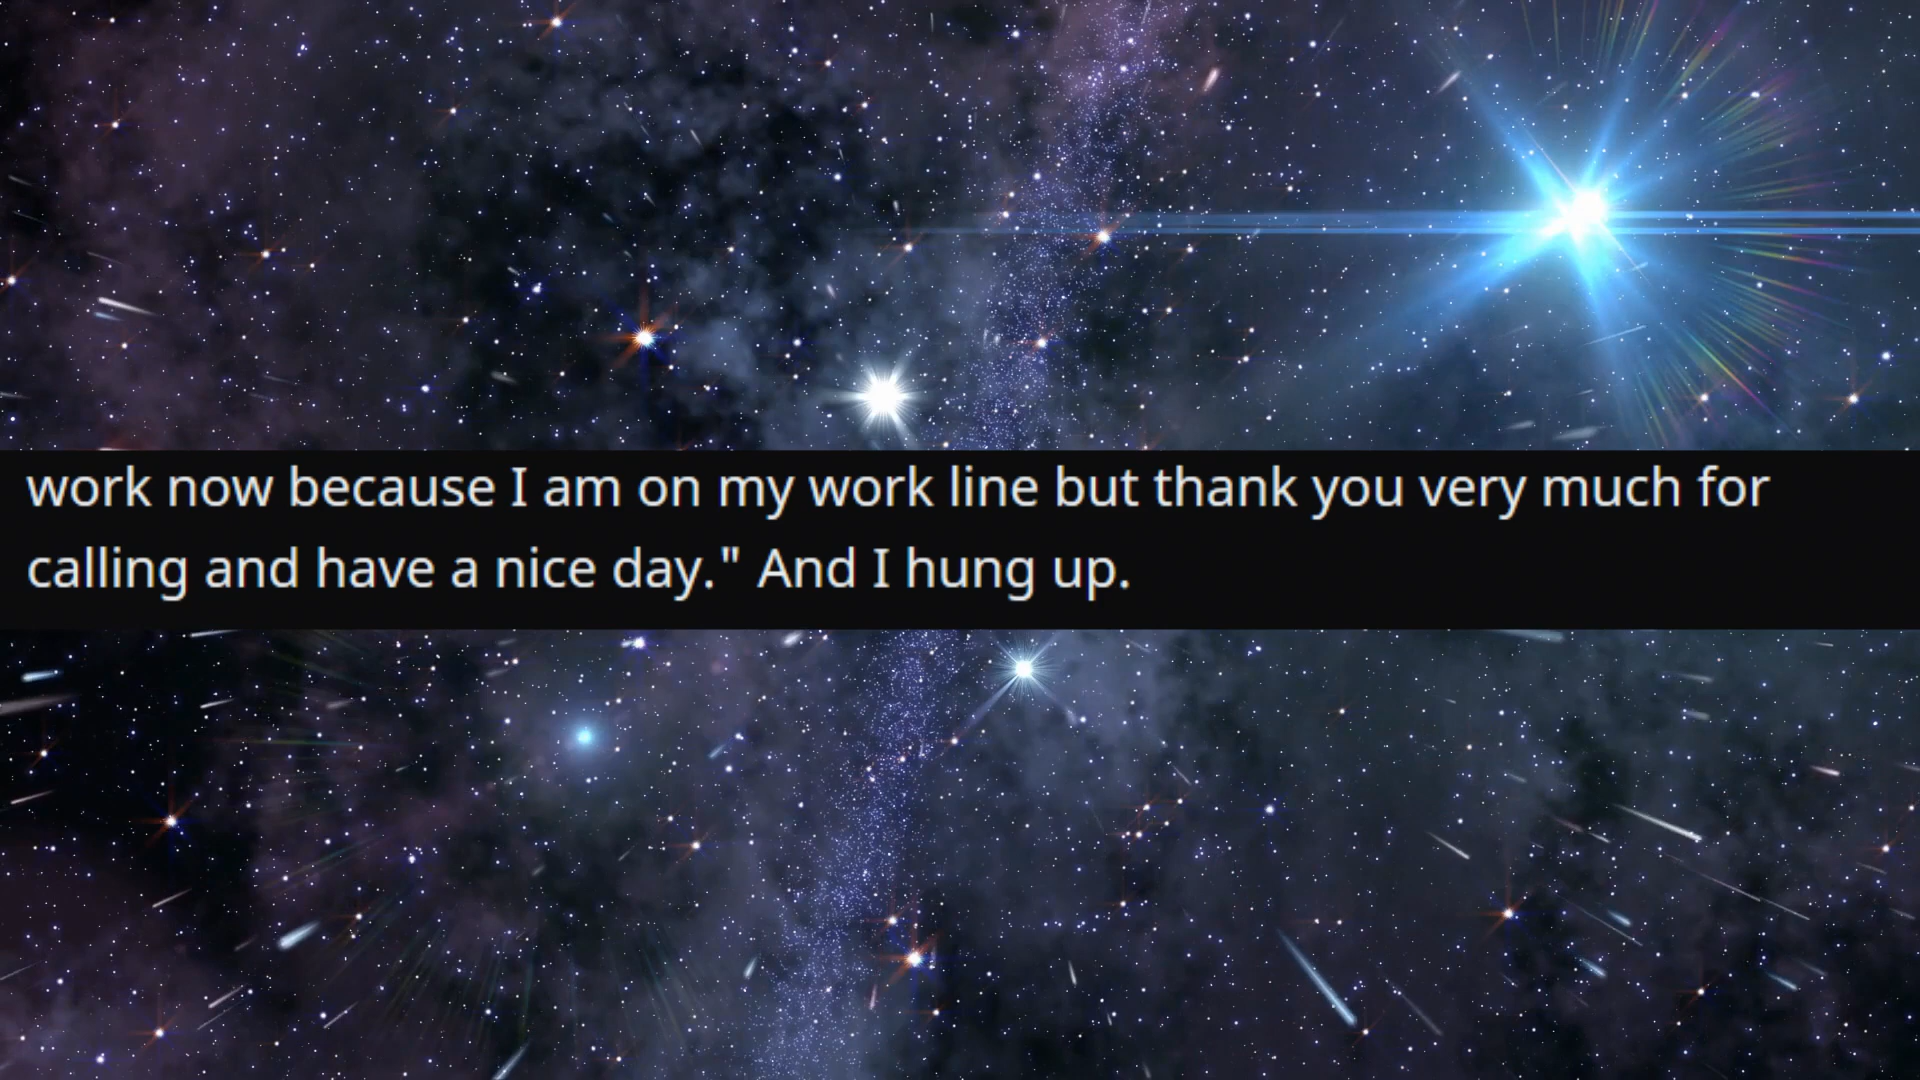 work now because I am on my work line but thank you very much for
calling and have a nice day." And I hung up.